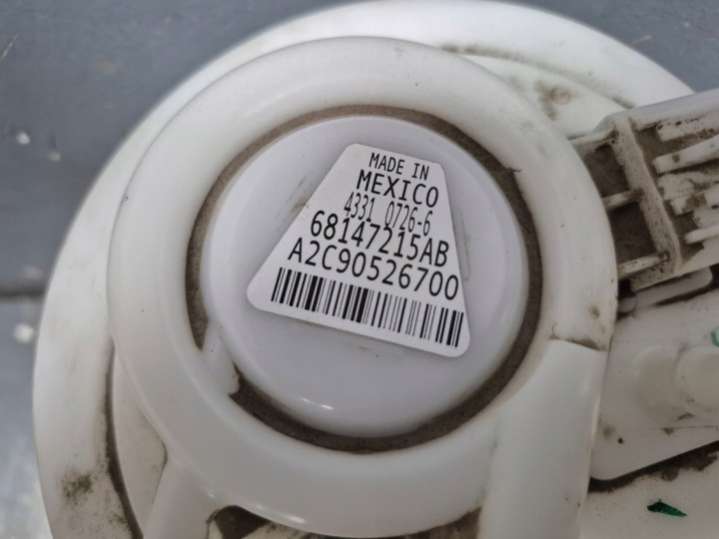 MADE IN
MEXICO
4331 0726-6
68147215AB
A2C90526700